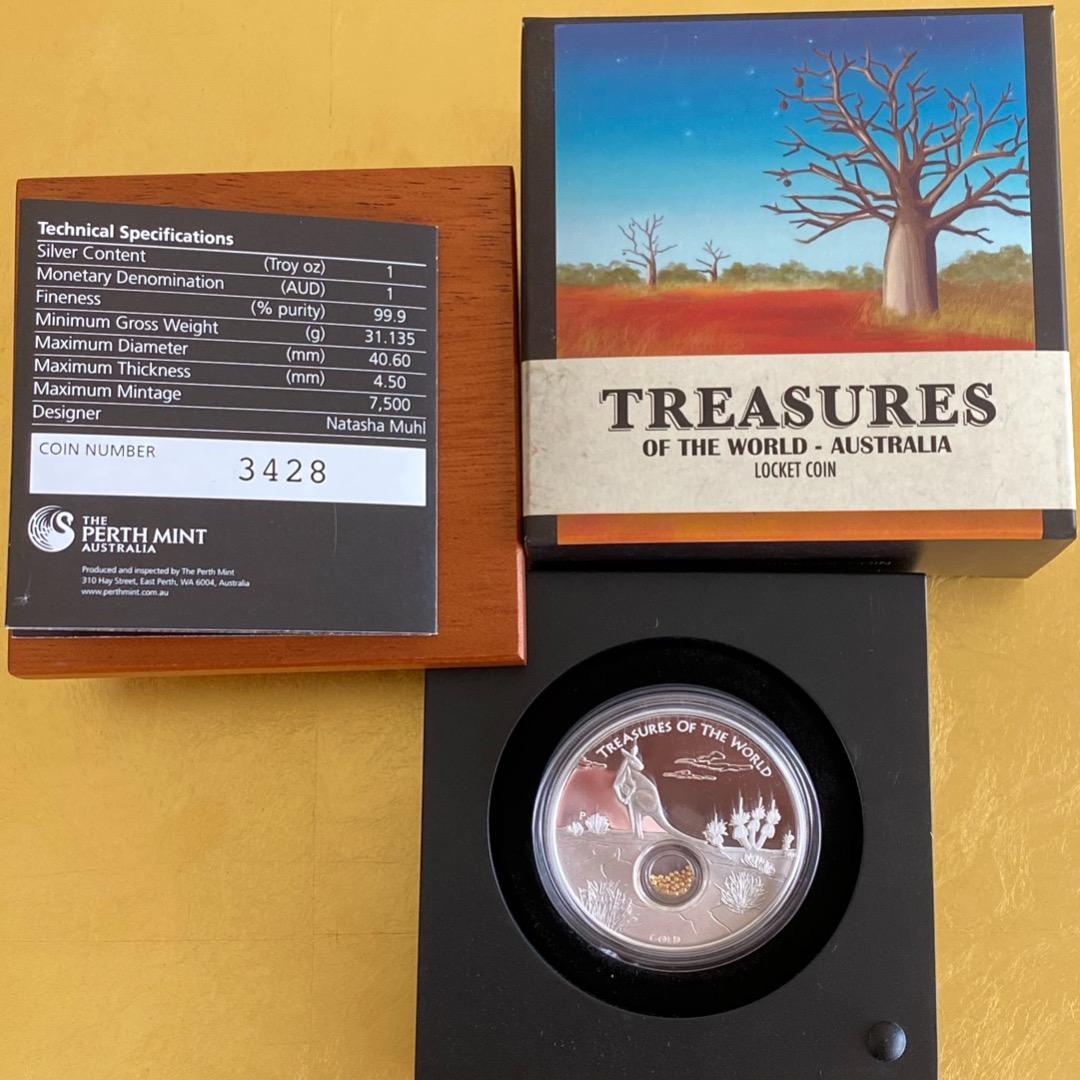 Technical Specifications
Silver Content (Troy oz) 1
Monetary Denomination (AUD) 1
Fineness (% purity) 99.9
Minimum Gross Weight (g) 31.135
Maximum Diameter (mm) 40.60
Maximum Thickness (mm) 4.50
Maximum Mintage 7,500
Designer Natasha Muhl
COIN NUMBER
3428
THE
PERTH MINT
AUSTRALIA
Produced and inspected by The Perth Mint
310 Hay Street, East Perth, WA 6004, Australia
www.perthmint.com.au
TREASURES
OF THE WORLD - AUSTRALIA
LOCKET COIN
TREASURES OF THE WORLD
P
GOLD